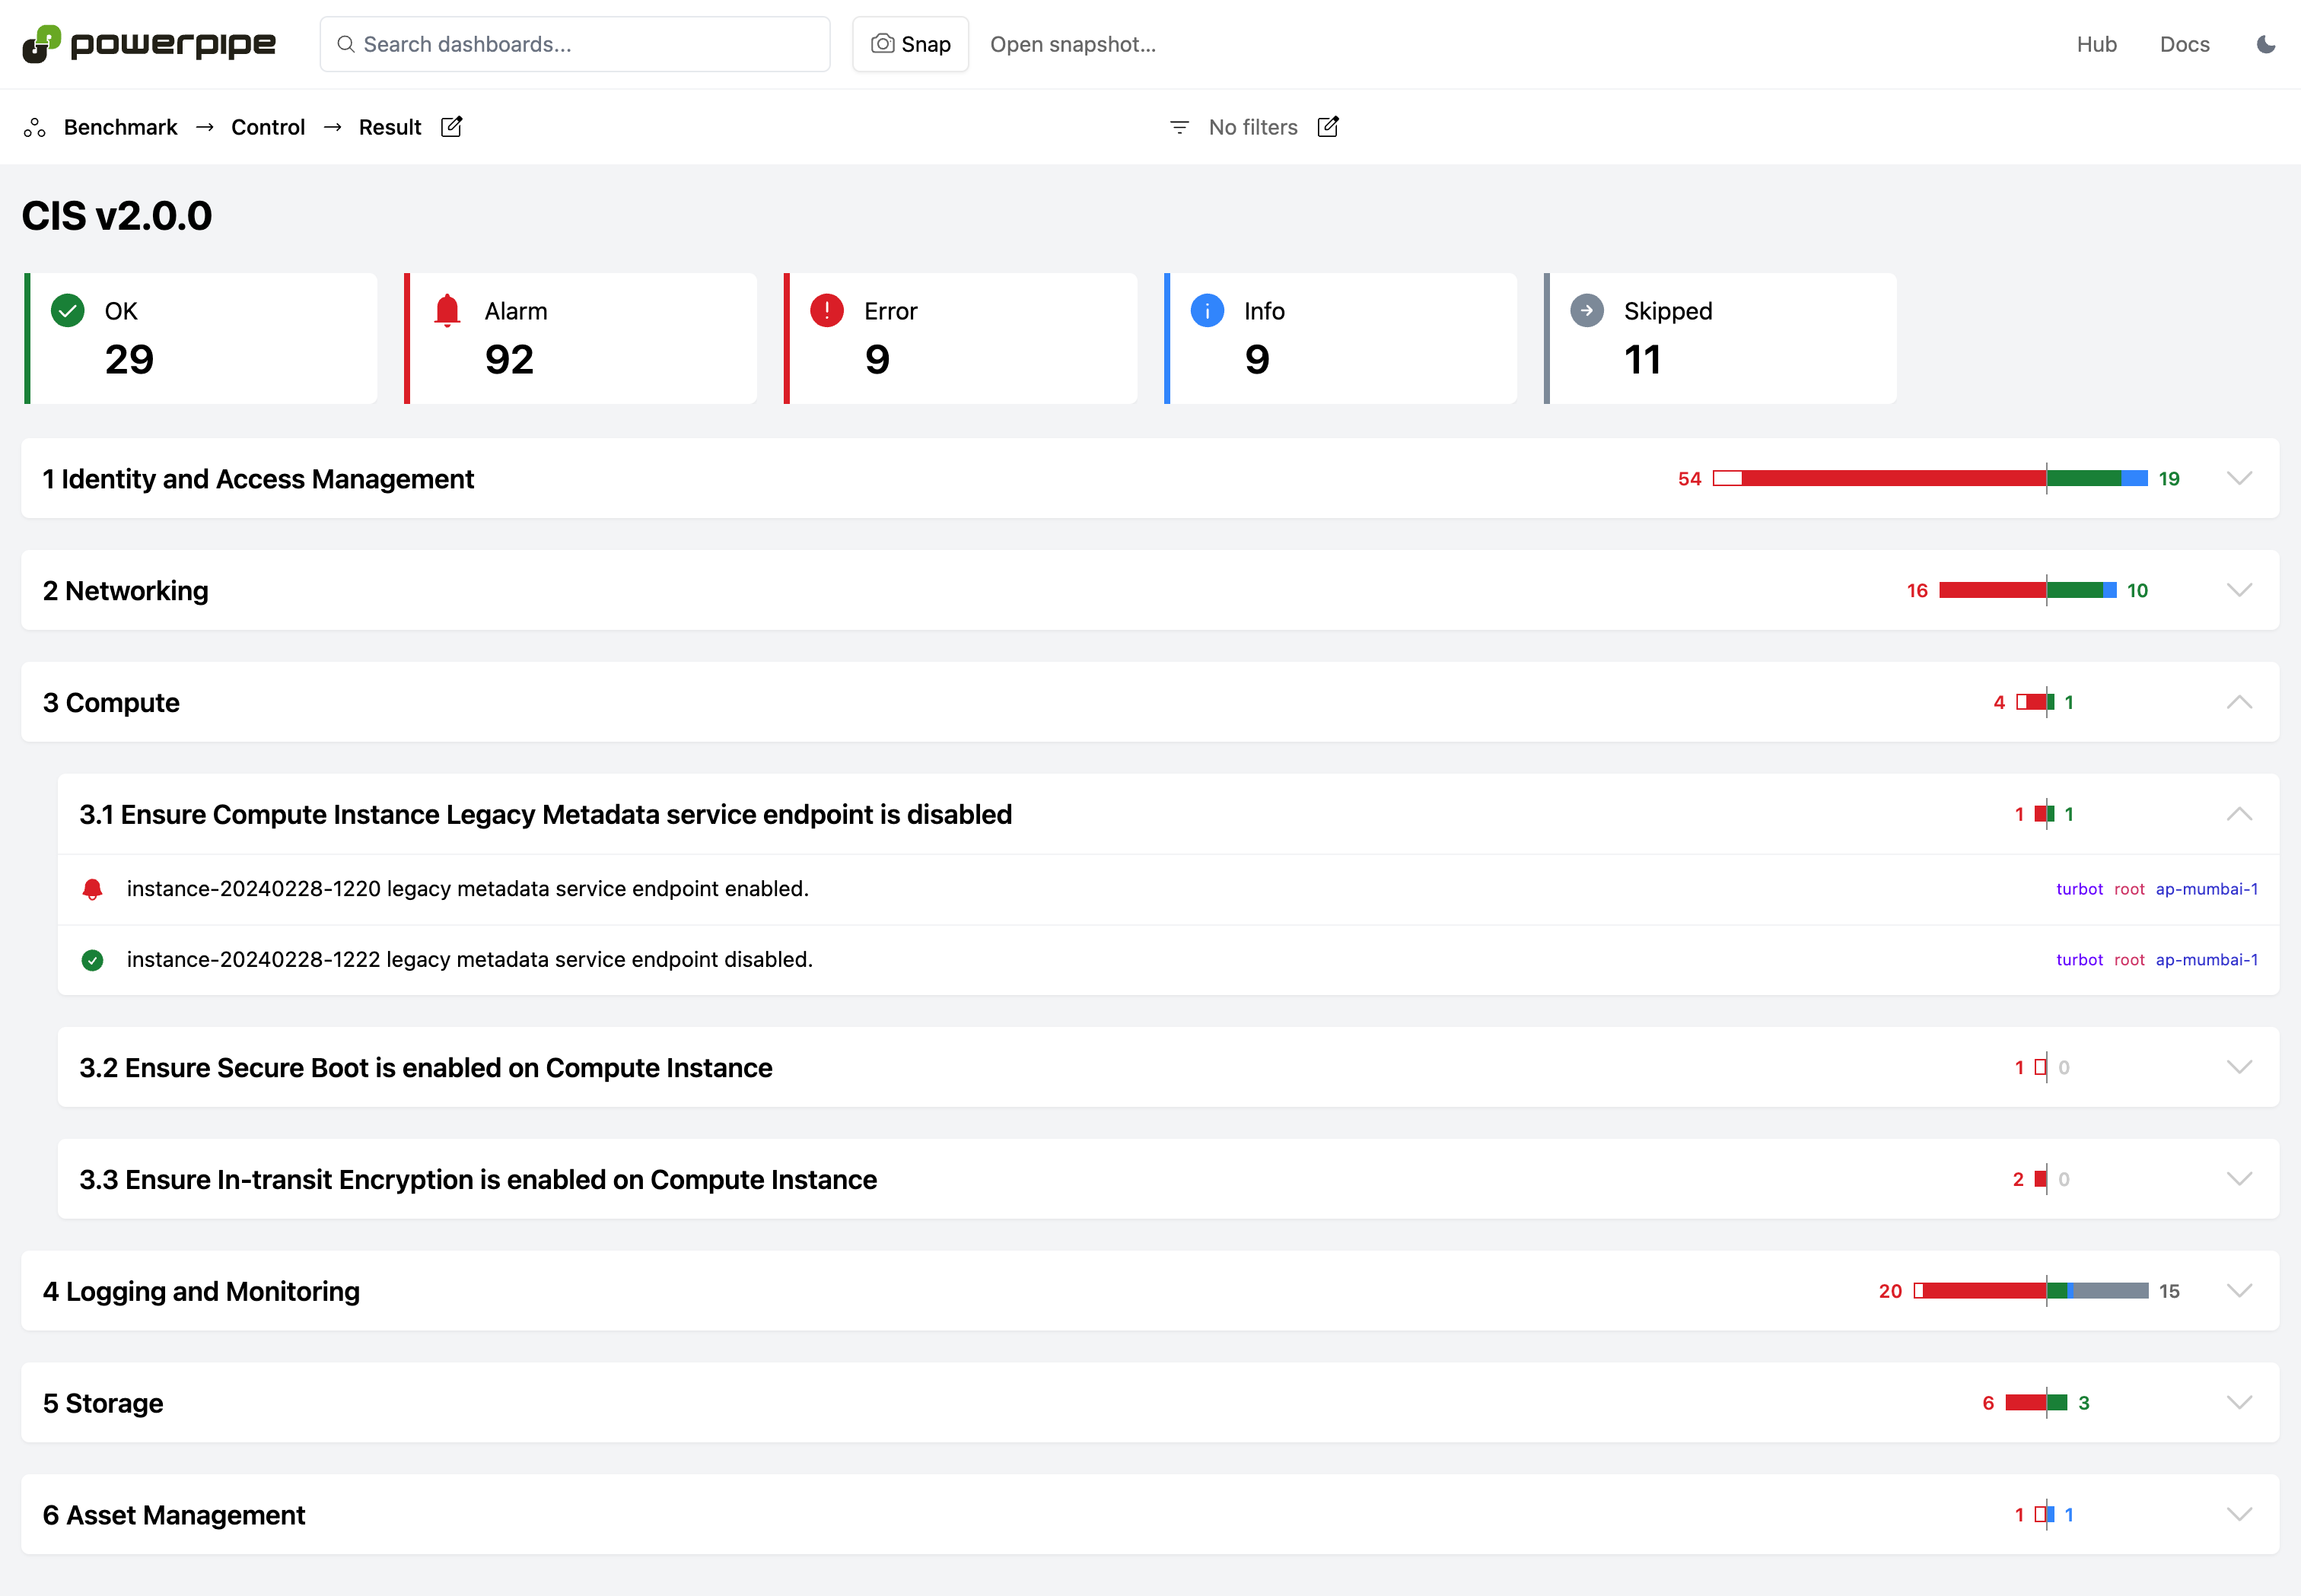 powerpipe Search dashboards... Snap Open snapshot... Hub Docs
Benchmark → Control → Result No filters
CIS v2.0.0
OK Alarm Error Info Skipped
29 92 9 9 11
1 Identity and Access Management 54 19
2 Networking 16 10
3 Compute 4 1
3.1 Ensure Compute Instance Legacy Metadata service endpoint is disabled 1 1
instance-20240228-1220 legacy metadata service endpoint enabled. turbot root ap-mumbai-1
instance-20240228-1222 legacy metadata service endpoint disabled. turbot root ap-mumbai-1
3.2 Ensure Secure Boot is enabled on Compute Instance 1 0
3.3 Ensure In-transit Encryption is enabled on Compute Instance 2 0
4 Logging and Monitoring 20 15
5 Storage 6 3
6 Asset Management 1 1